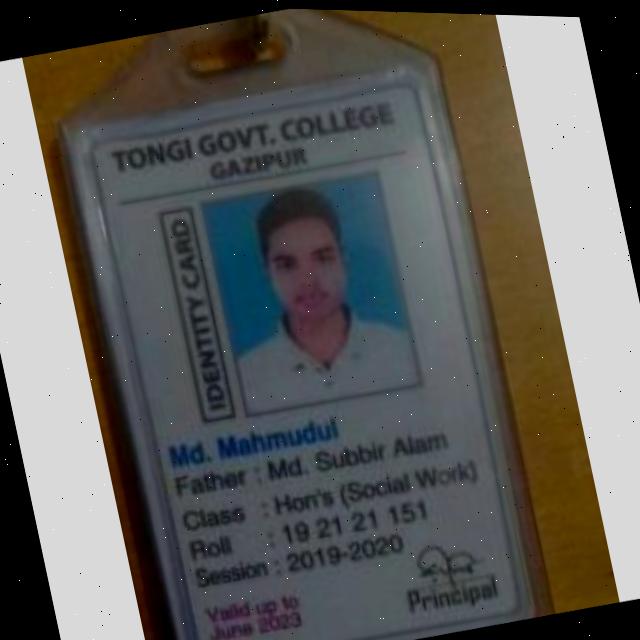 TONGI GOVT. COLLEGE
GAZIPUR
IDENTITY CARD
Md. Mahmudul
Father : Md. Subbir Alam
Class : Hon's (Social Work)
Roll : 19 21 21 151
Session : 2019-2020
Valid up to
June 2023
Principal